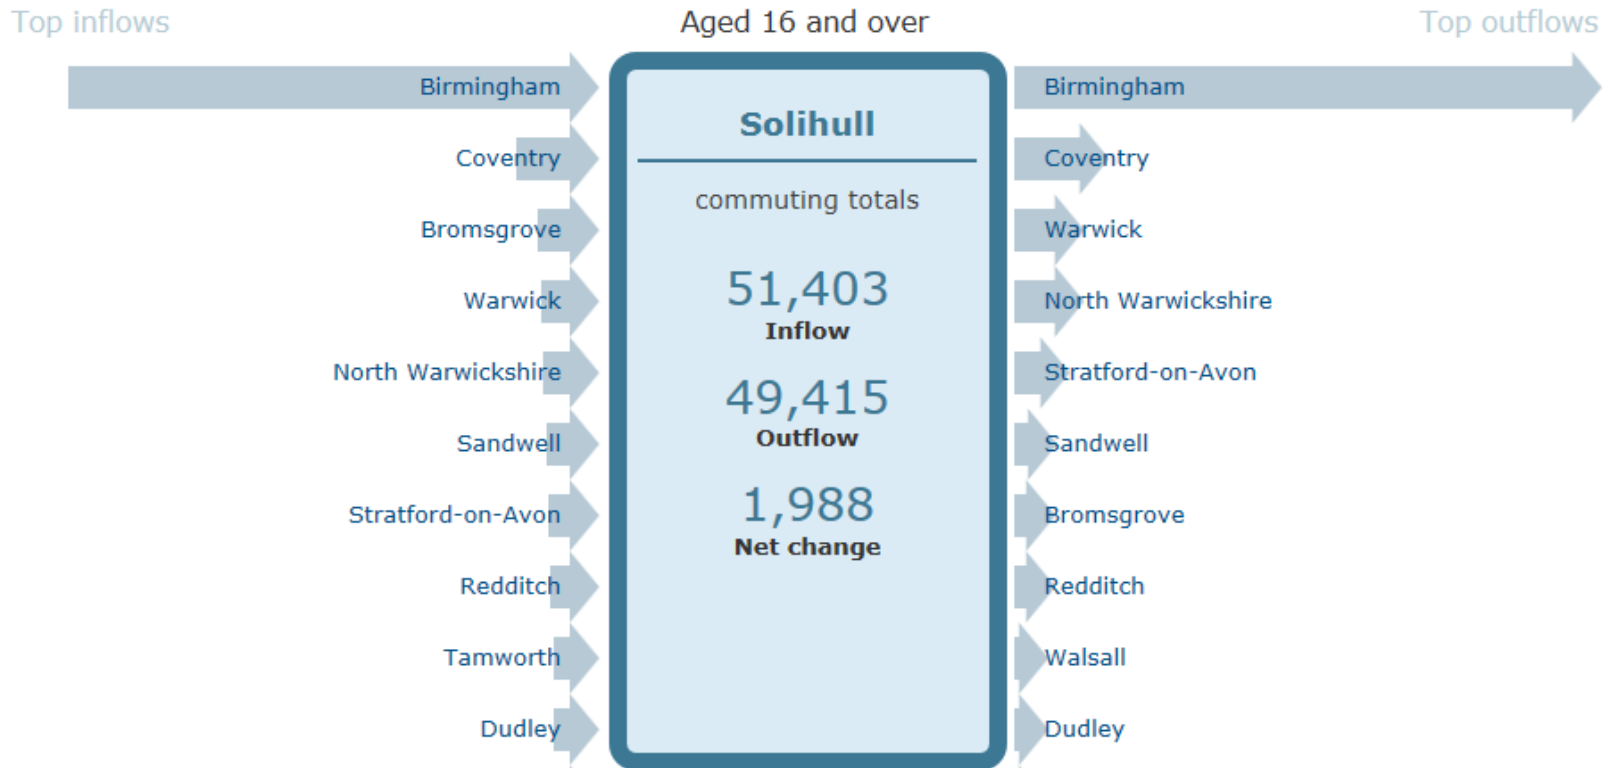 Top inflows
Aged 16 and over
Top outflows
Birmingham
Coventry
Bromsgrove
Warwick
North Warwickshire
Sandwell
Stratford-on-Avon
Redditch
Tamworth
Dudley
Solihull
commuting totals
51,403
Inflow
49,415
Outflow
1,988
Net change
Birmingham
Coventry
Warwick
North Warwickshire
Stratford-on-Avon
Sandwell
Bromsgrove
Redditch
Walsall
Dudley